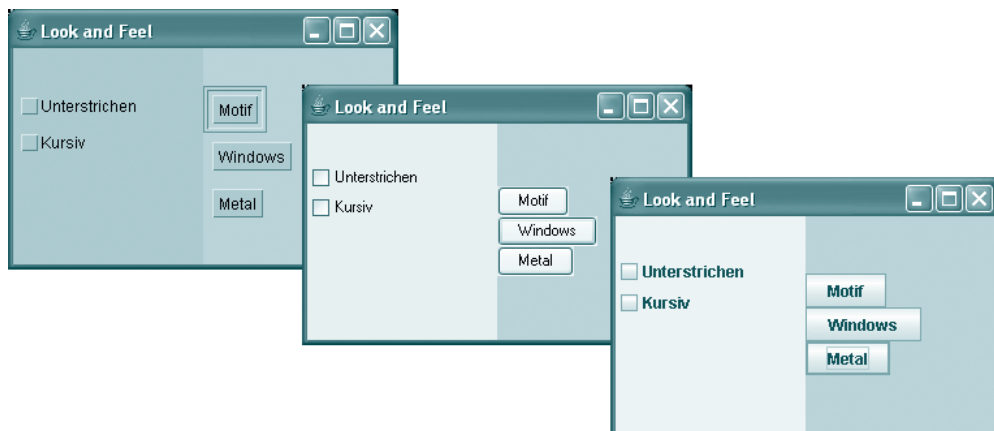 Look and Feel
Unterstrichen
Kursiv
Motif
Windows
Metal
Look and Feel
Unterstrichen
Kursiv
Motif
Windows
Metal
Look and Feel
Unterstrichen
Kursiv
Motif
Windows
Metal